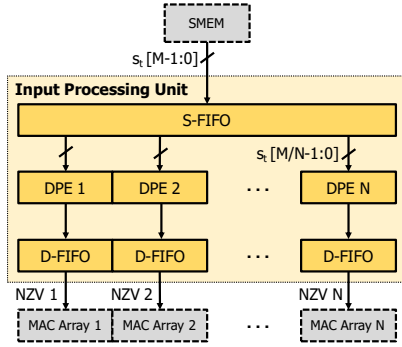 SMEM
s_t [M-1:0]
Input Processing Unit
S-FIFO
s_t [M/N-1:0]
DPE 1 DPE 2 ... DPE N
D-FIFO D-FIFO ... D-FIFO
NZV 1 NZV 2 NZV N
MAC Array 1 MAC Array 2 ... MAC Array N